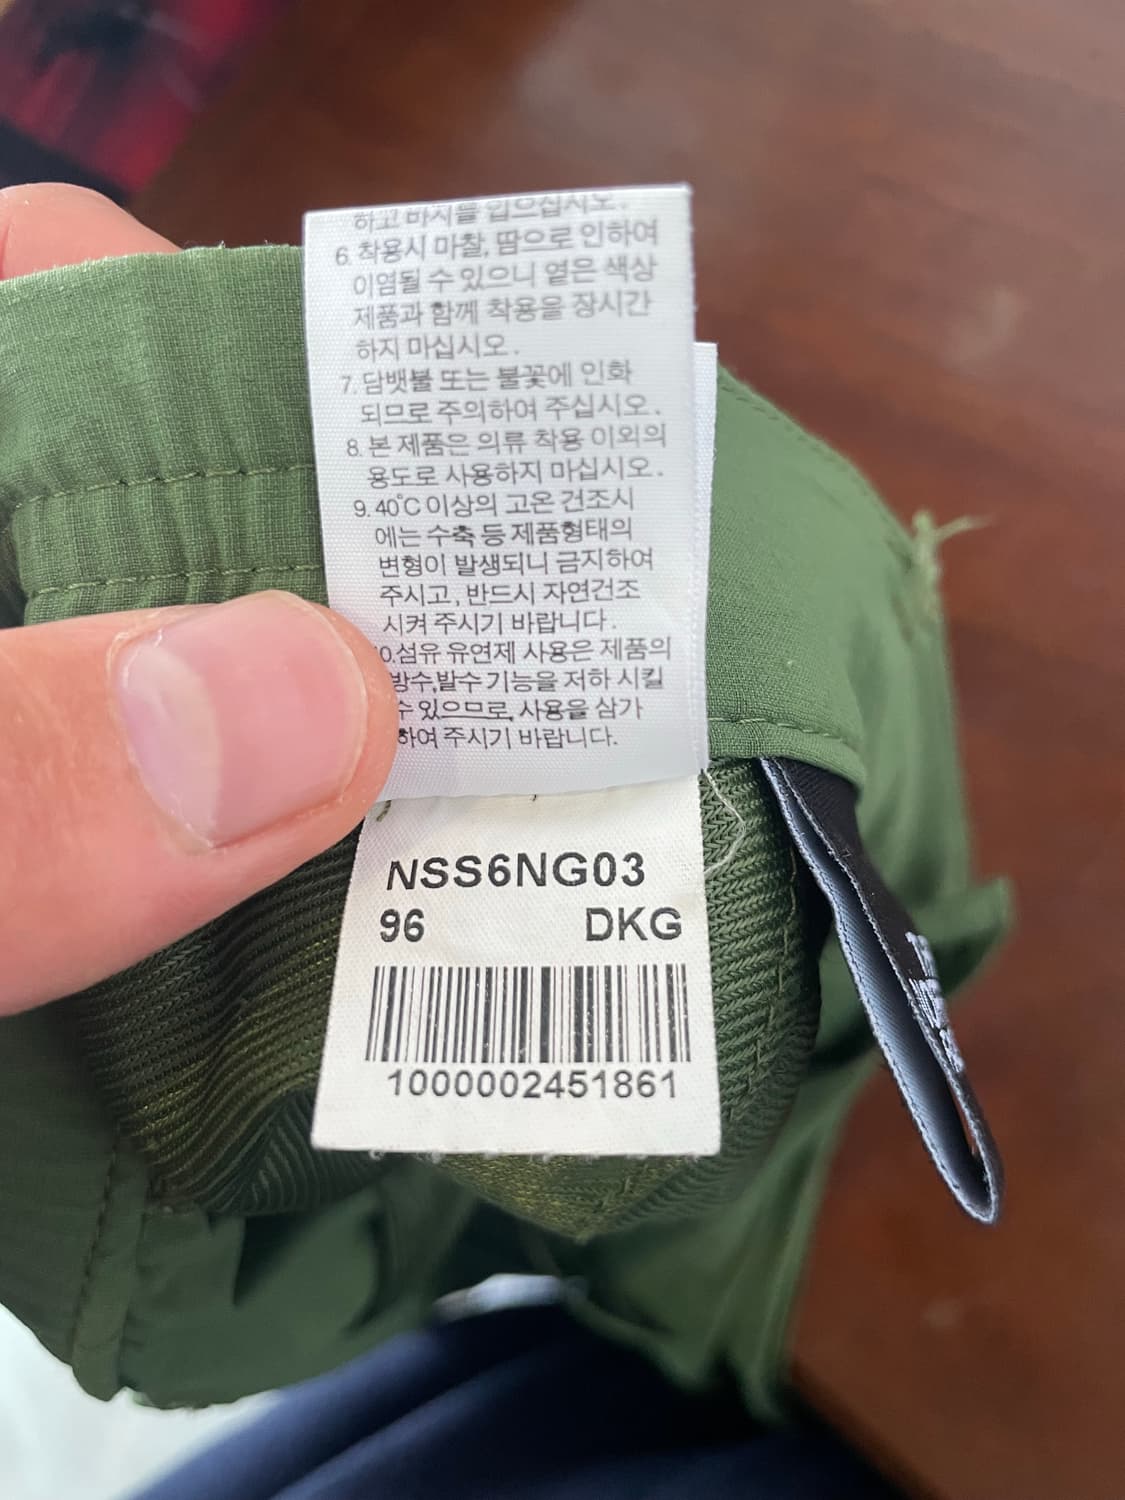 하고 바지를 입으십시오.
6. 착용시 마찰, 땀으로 인하여
이염될 수 있으니 옅은 색상
제품과 함께 착용을 장시간
하지 마십시오.
7. 담뱃불 또는 불꽃에 인화
되므로 주의하여 주십시오.
8. 본 제품은 의류 착용 이외의
용도로 사용하지 마십시오.
9. 40℃ 이상의 고온 건조시
에는 수축 등 제품형태의
변형이 발생되니 금지하여
주시고, 반드시 자연건조
시켜 주시기 바랍니다.
10. 섬유 유연제 사용은 제품의
방수,발수 기능을 저하 시킬
수 있으므로, 사용을 삼가
하여 주시기 바랍니다.
NSS6NG03
96 DKG
1000002451861